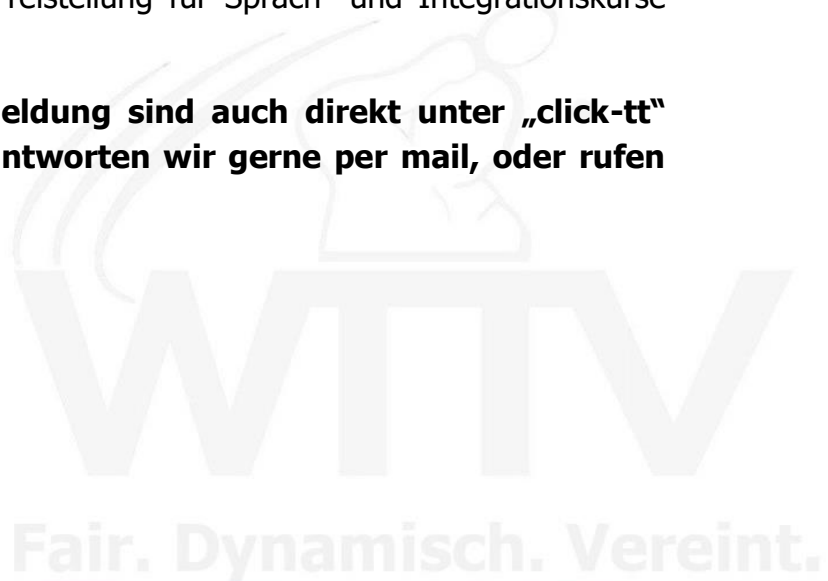 reistellung für Sprach- und Integrationskurse
eldung sind auch direkt unter „click-tt“
ntworten wir gerne per mail, oder rufen
WTTV
Fair. Dynamisch. Vereint.